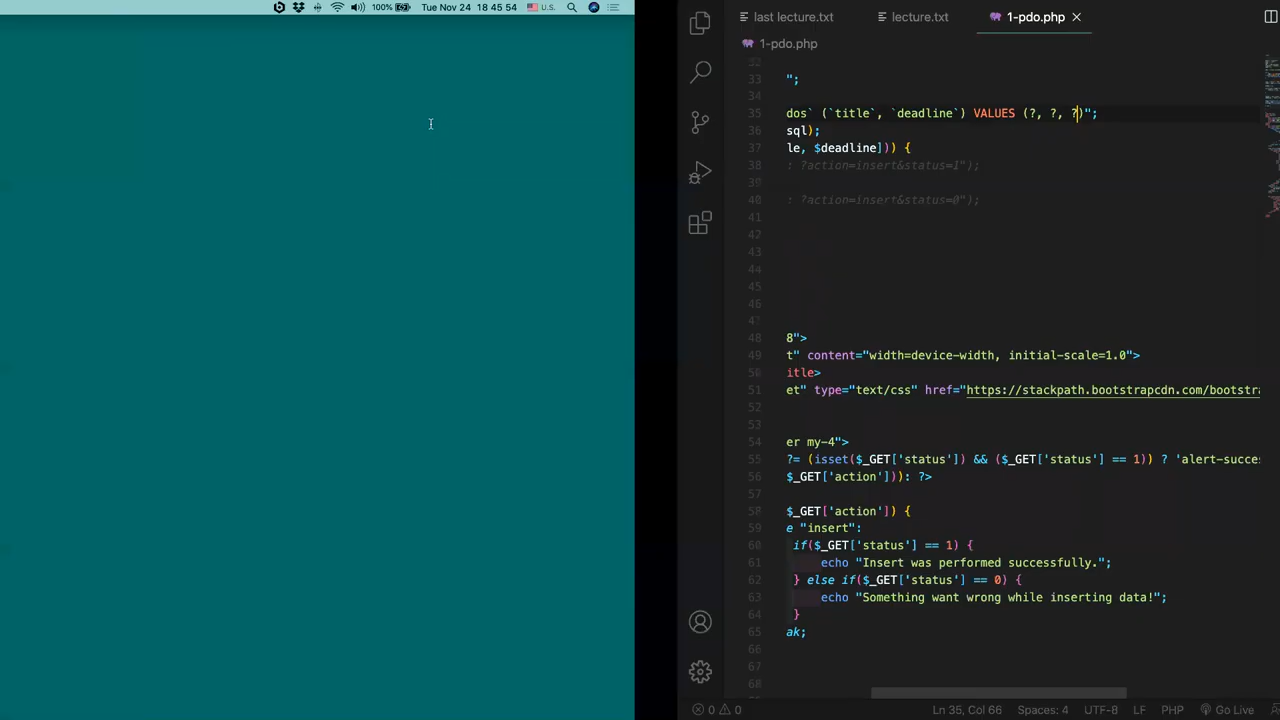 100% Tue Nov 24 18 45 54 U.S.
last lecture.txt lecture.txt 1-pdo.php
1-pdo.php
32
33 ";
34
35 dos` (`title`, `deadline`) VALUES (?, ?, ?)";
36 sql);
37 le, $deadline])) {
38 : ?action=insert&status=1");
39
40 : ?action=insert&status=0");
41
42
43
44
45
46
47
48 8">
49 t" content="width=device-width, initial-scale=1.0">
50 itle>
51 et" type="text/css" href="https://stackpath.bootstrapcdn.com/bootstra
52
53
54 er my-4">
55 ?= (isset($_GET['status']) && ($_GET['status'] == 1)) ? 'alert-succes
56 $_GET['action'])): ?>
57
58 $_GET['action']) {
59 e "insert":
60 if($_GET['status'] == 1) {
61 echo "Insert was performed successfully.";
62 } else if($_GET['status'] == 0) {
63 echo "Something want wrong while inserting data!";
64 }
65 ak;
66
67
68
0 0 Ln 35, Col 66 Spaces: 4 UTF-8 LF PHP Go Live